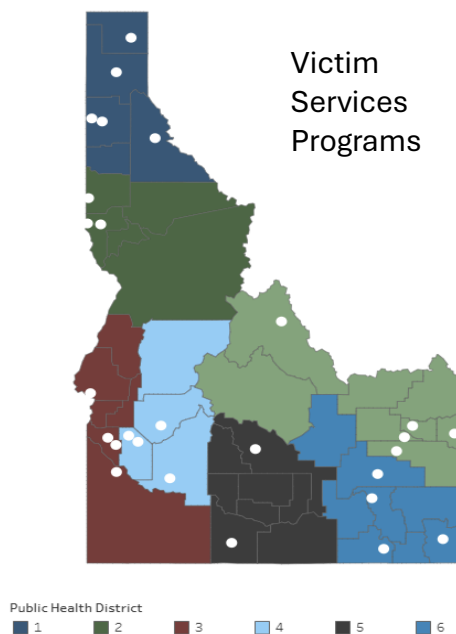 Victim
Services
Programs
Public Health District
1 2 3 4 5 6